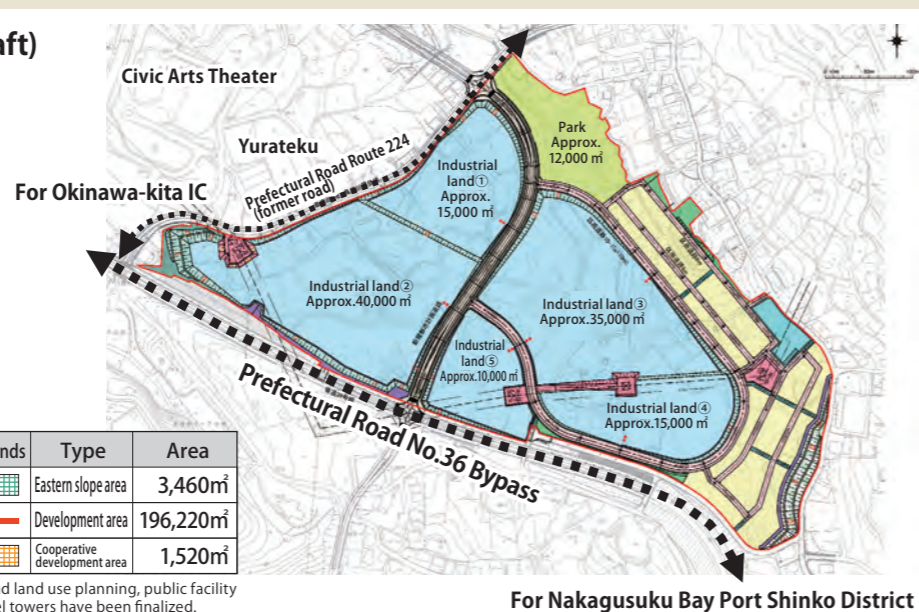 aft)
Civic Arts Theater
Yurateku
Prefectural Road Route 224
(former road)
For Okinawa-kita IC
Park
Approx.
12,000 ㎡
Industrial
land①
Approx.
15,000 ㎡
Industrial land②
Approx.40,000 ㎡
Industrial land③
Approx.35,000 ㎡
Industrial
land⑤
Approx.10,000 ㎡
Industrial land④
Approx.15,000 ㎡
Prefectural Road No.36 Bypass
For Nakagusuku Bay Port Shinko District
nds Type Area
Eastern slope area 3,460㎡
Development area 196,220㎡
Cooperative
development area 1,520㎡
d land use planning, public facility
el towers have been finalized.